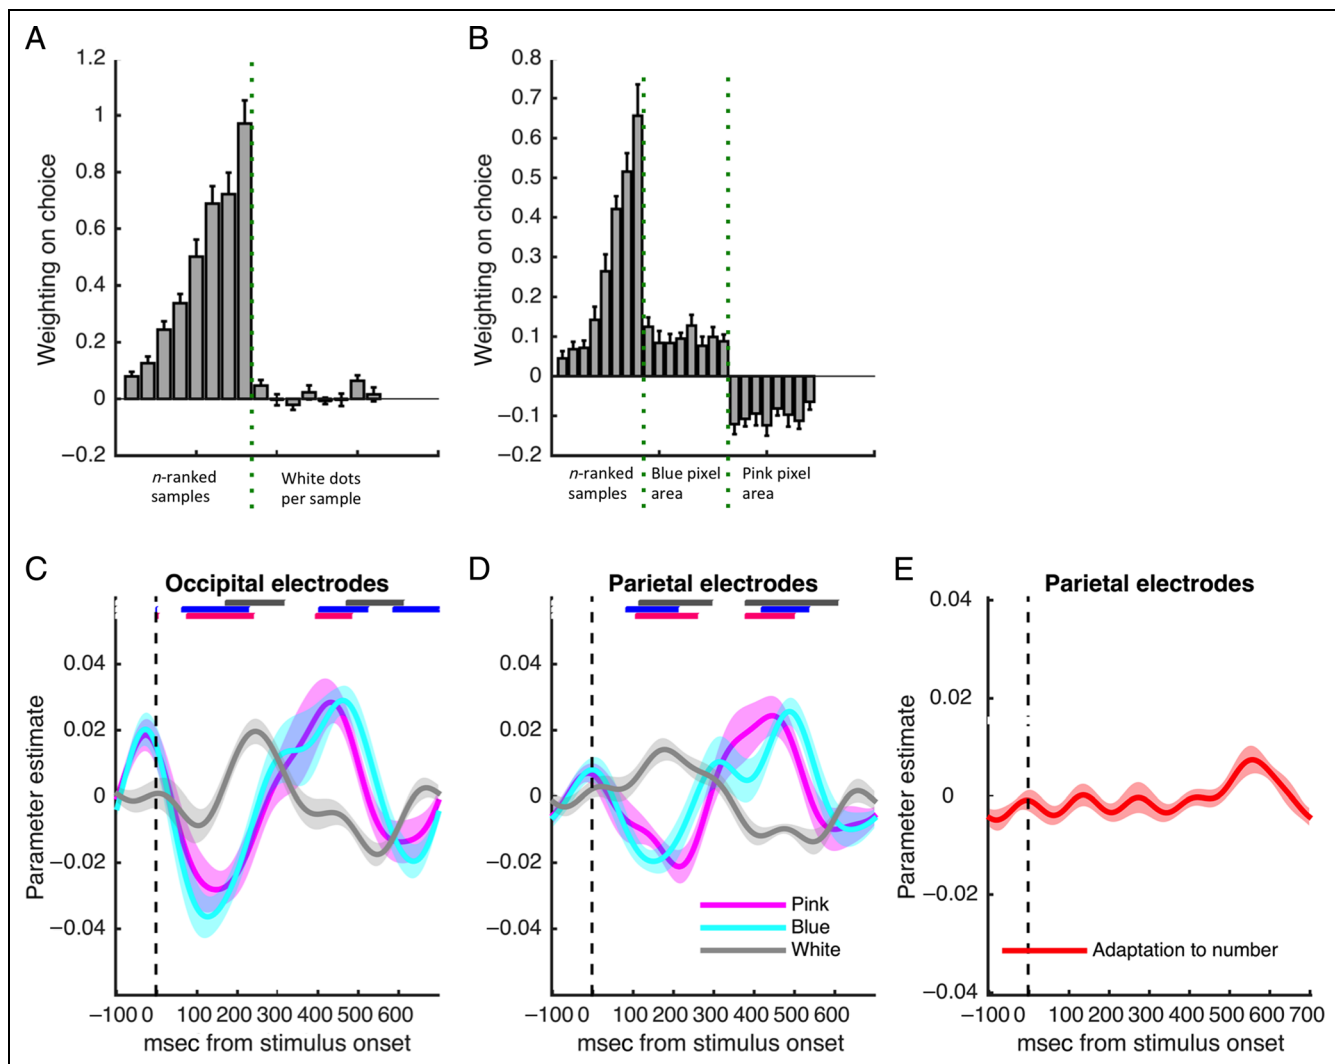 A
1.2
1
0.8
0.6
0.4
0.2
0
−0.2
Weighting on choice
n-ranked
samples
White dots
per sample
B
0.8
0.7
0.6
0.5
0.4
0.3
0.2
0.1
0
−0.1
−0.2
Weighting on choice
n-ranked
samples
Blue pixel
area
Pink pixel
area
C
Occipital electrodes
0.04
0.02
0
−0.02
−0.04
Parameter estimate
−100 0 100 200 300 400 500 600
msec from stimulus onset
D
Parietal electrodes
0.04
0.02
0
−0.02
−0.04
Pink
Blue
White
−100 0 100 200 300 400 500 600
msec from stimulus onset
E
Parietal electrodes
0.04
0.02
0
−0.02
−0.04
Parameter estimate
Adaptation to number
−100 0 100 200 300 400 500 600 700
msec from stimulus onset